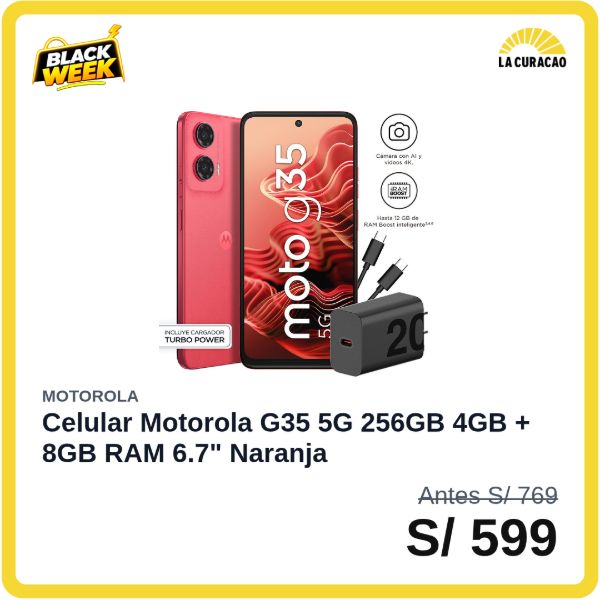 BLACK
WEEK
LA CURACAO
moto g35
5G
Cámara con AI y
videos 4K.
RAM
BOOST
Hasta 12 GB de
RAM Boost inteligente
INCLUYE CARGADOR
TURBO POWER
20
MOTOROLA
Celular Motorola G35 5G 256GB 4GB +
8GB RAM 6.7" Naranja
Antes S/ 769
S/ 599